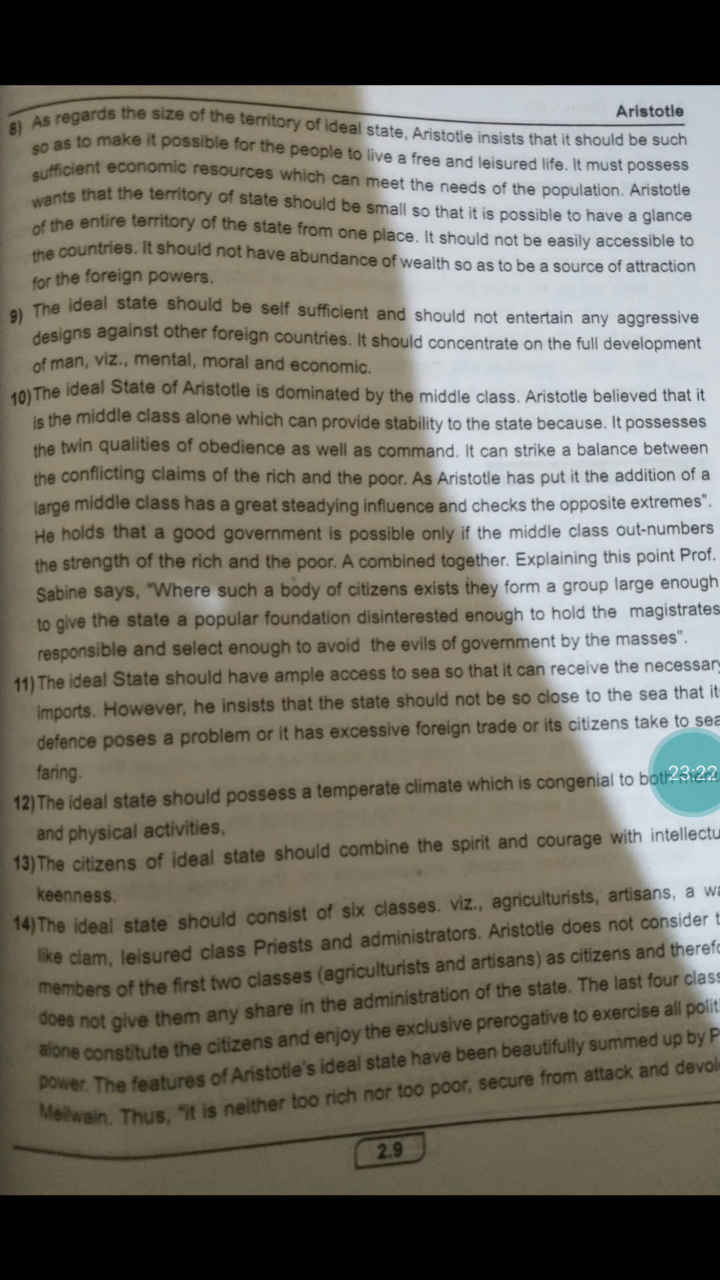 Aristotle
8) As regards the size of the territory of ideal state, Aristotle insists that it should be such
so as to make it possible for the people to live a free and leisured life. It must possess
sufficient economic resources which can meet the needs of the population. Aristotle
wants that the territory of state should be small so that it is possible to have a glance
of the entire territory of the state from one place. It should not be easily accessible to
the countries. It should not have abundance of wealth so as to be a source of attraction
for the foreign powers.
9) The ideal state should be self sufficient and should not entertain any aggressive
designs against other foreign countries. It should concentrate on the full development
of man, viz., mental, moral and economic.
10) The ideal State of Aristotle is dominated by the middle class. Aristotle believed that it
is the middle class alone which can provide stability to the state because. It possesses
the twin qualities of obedience as well as command. It can strike a balance between
the conflicting claims of the rich and the poor. As Aristotle has put it the addition of a
large middle class has a great steadying influence and checks the opposite extremes".
He holds that a good government is possible only if the middle class out-numbers
the strength of the rich and the poor. A combined together. Explaining this point Prof.
Sabine says, "Where such a body of citizens exists they form a group large enough
to give the state a popular foundation disinterested enough to hold the magistrates
responsible and select enough to avoid the evils of government by the masses".
11) The ideal State should have ample access to sea so that it can receive the necessary
imports. However, he insists that the state should not be so close to the sea that it
defence poses a problem or it has excessive foreign trade or its citizens take to sea
faring.
12) The ideal state should possess a temperate climate which is congenial to both
23:22
and physical activities,
13) The citizens of ideal state should combine the spirit and courage with intellectu
keenness.
14) The ideal state should consist of six classes. viz., agriculturists, artisans, a wa
like clam, leisured class Priests and administrators. Aristotle does not consider t
members of the first two classes (agriculturists and artisans) as citizens and therefo
does not give them any share in the administration of the state. The last four class
alone constitute the citizens and enjoy the exclusive prerogative to exercise all polit
power. The features of Aristotle's ideal state have been beautifully summed up by P
Meilwain. Thus, "it is neither too rich nor too poor, secure from attack and devo
2.9